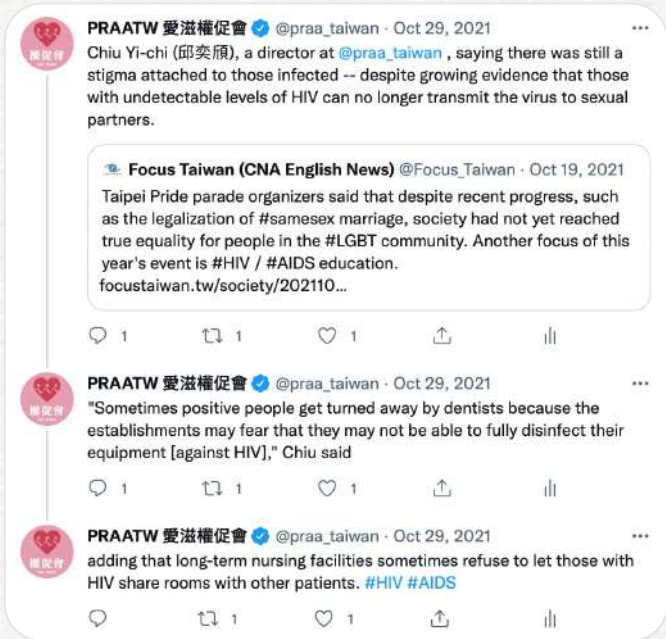 PRAATW 愛滋權促會 @praa_taiwan · Oct 29, 2021
Chiu Yi-chi (邱奕頎), a director at @praa_taiwan , saying there was still a
stigma attached to those infected -- despite growing evidence that those
with undetectable levels of HIV can no longer transmit the virus to sexual
partners.
Focus Taiwan (CNA English News) @Focus_Taiwan · Oct 19, 2021
Taipei Pride parade organizers said that despite recent progress, such
as the legalization of #samesex marriage, society had not yet reached
true equality for people in the #LGBT community. Another focus of this
year's event is #HIV / #AIDS education.
focustaiwan.tw/society/202110...
1 1 1
PRAATW 愛滋權促會 @praa_taiwan · Oct 29, 2021
"Sometimes positive people get turned away by dentists because the
establishments may fear that they may not be able to fully disinfect their
equipment [against HIV]," Chiu said
1 1 1
PRAATW 愛滋權促會 @praa_taiwan · Oct 29, 2021
adding that long-term nursing facilities sometimes refuse to let those with
HIV share rooms with other patients. #HIV #AIDS
1 1